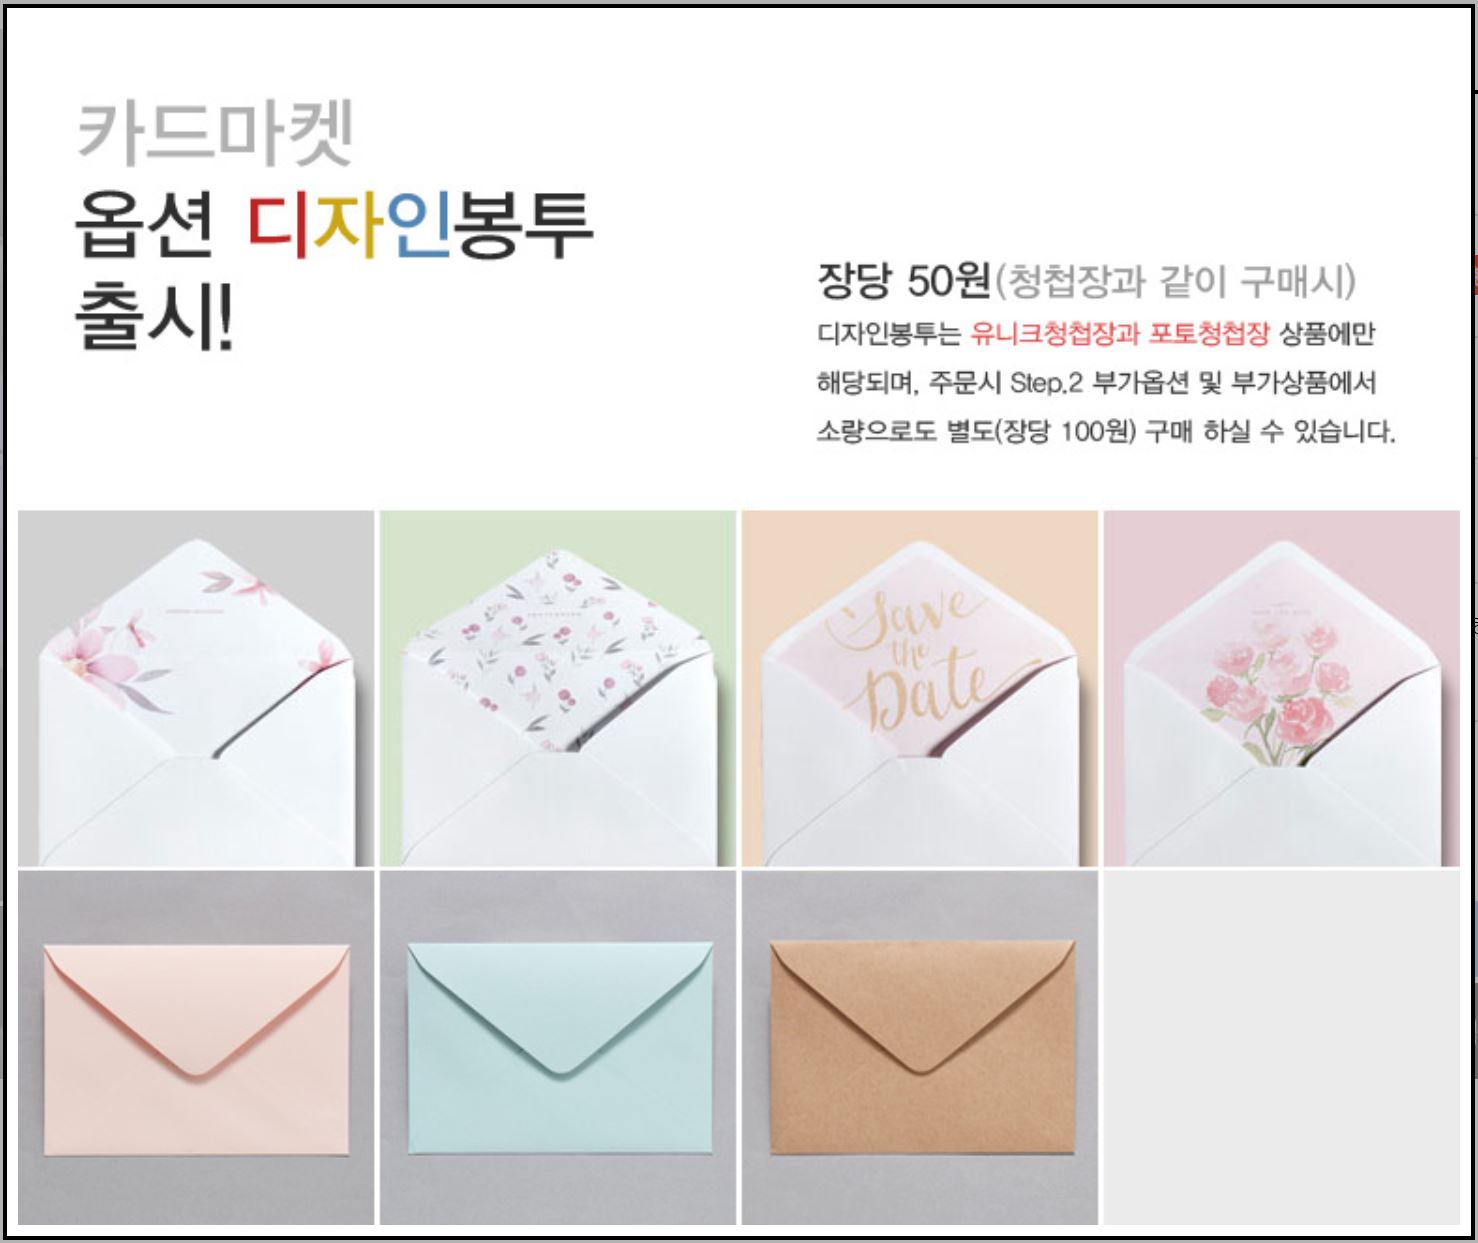 카드마켓
옵션 디자인봉투
출시!
장당 50원(청첩장과 같이 구매시)
디자인봉투는 유니크청첩장과 포토청첩장 상품에만
해당되며, 주문시 Step.2 부가옵션 및 부가상품에서
소량으로도 별도(장당 100원) 구매 하실 수 있습니다.
Save
the
Date